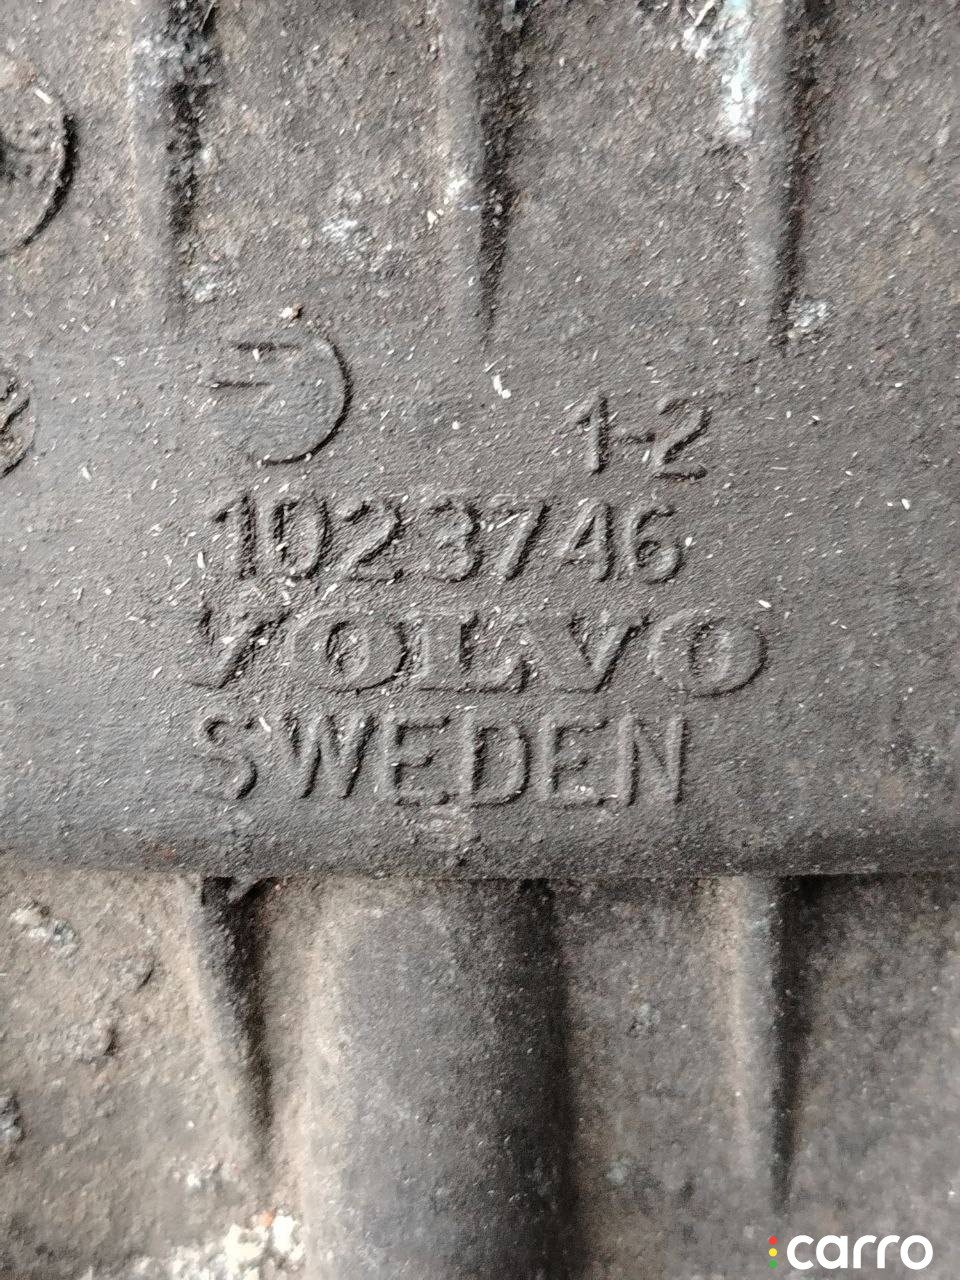 1-2
1023746
VOLVO
SWEDEN
carro